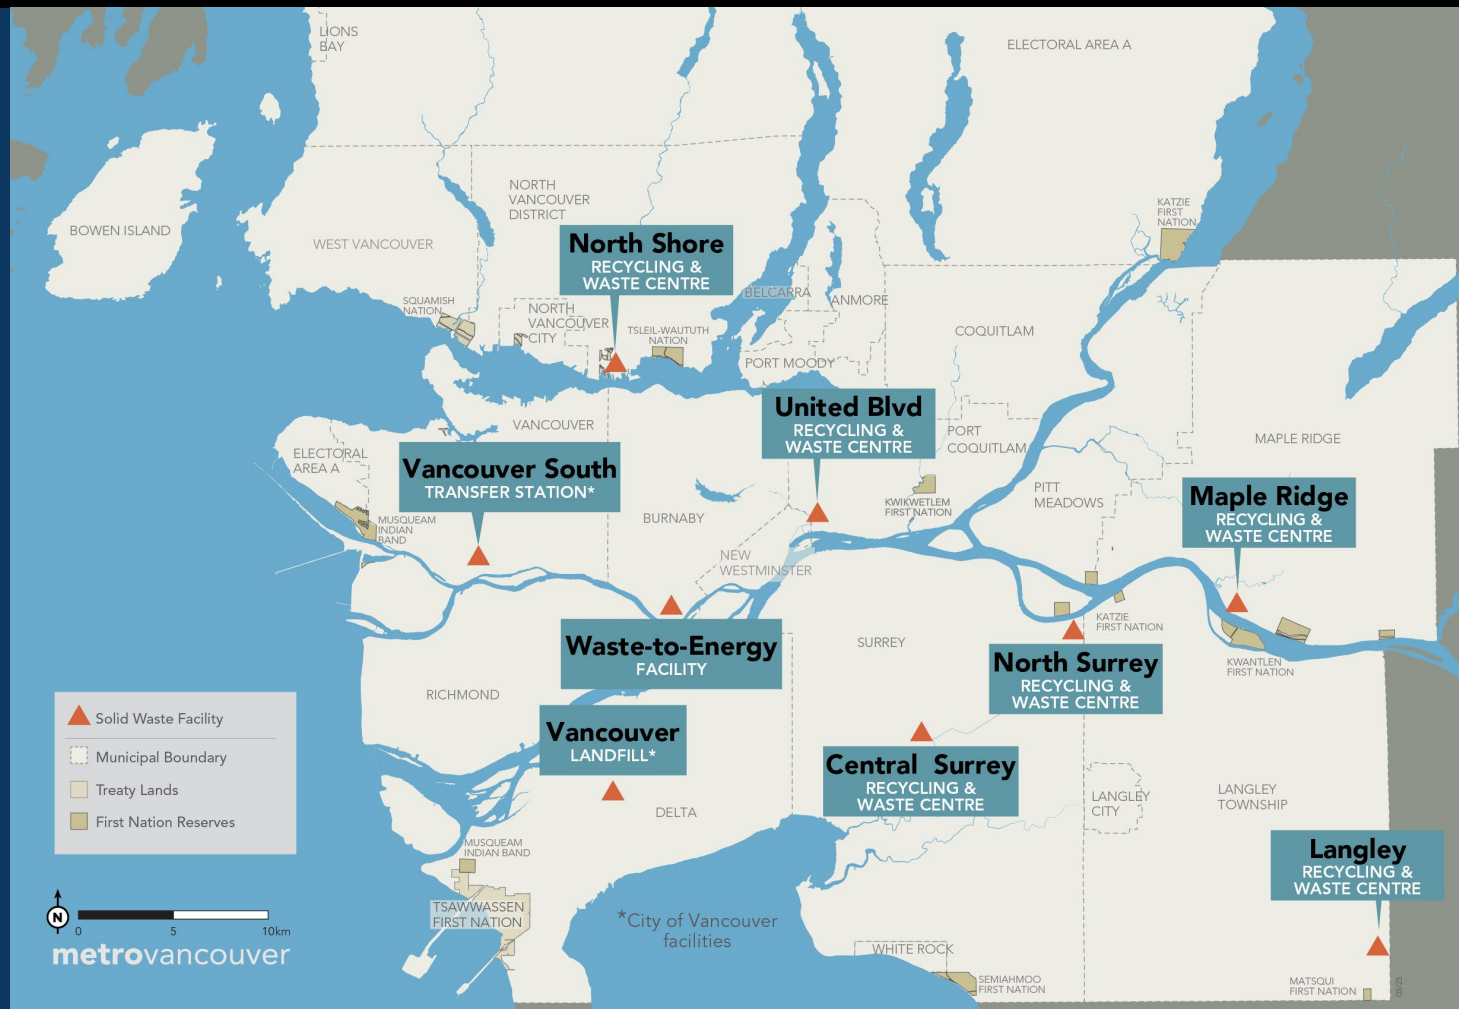 LIONS
BAY
ELECTORAL AREA A
NORTH
VANCOUVER
DISTRICT
KATZIE
FIRST
NATION
BOWEN ISLAND
WEST VANCOUVER
North Shore
RECYCLING &
WASTE CENTRE
SQUAMISH
NATION
NORTH
VANCOUVER
CITY
TSLEIL-WAUTUTH
NATION
BELCARRA
ANMORE
COQUITLAM
PORT MOODY
United Blvd
RECYCLING &
WASTE CENTRE
VANCOUVER
PORT
COQUITLAM
MAPLE RIDGE
ELECTORAL
AREA A
Vancouver South
TRANSFER STATION*
MUSQUEAM
INDIAN
BAND
BURNABY
KWIKWETLEM
FIRST NATION
PITT
MEADOWS
Maple Ridge
RECYCLING &
WASTE CENTRE
NEW
WESTMINSTER
KATZIE
FIRST NATION
Waste-to-Energy
FACILITY
SURREY
North Surrey
RECYCLING &
WASTE CENTRE
KWANTLEN
FIRST NATION
RICHMOND
Vancouver
LANDFILL*
Central Surrey
RECYCLING &
WASTE CENTRE
DELTA
LANGLEY
CITY
LANGLEY
TOWNSHIP
Langley
RECYCLING &
WASTE CENTRE
MUSQUEAM
INDIAN BAND
TSAWWASSEN
FIRST NATION
*City of Vancouver
facilities
WHITE ROCK
SEMIAHMOO
FIRST NATION
MATSQUI
FIRST NATION
Solid Waste Facility
Municipal Boundary
Treaty Lands
First Nation Reserves
N
0 5 10km
metrovancouver